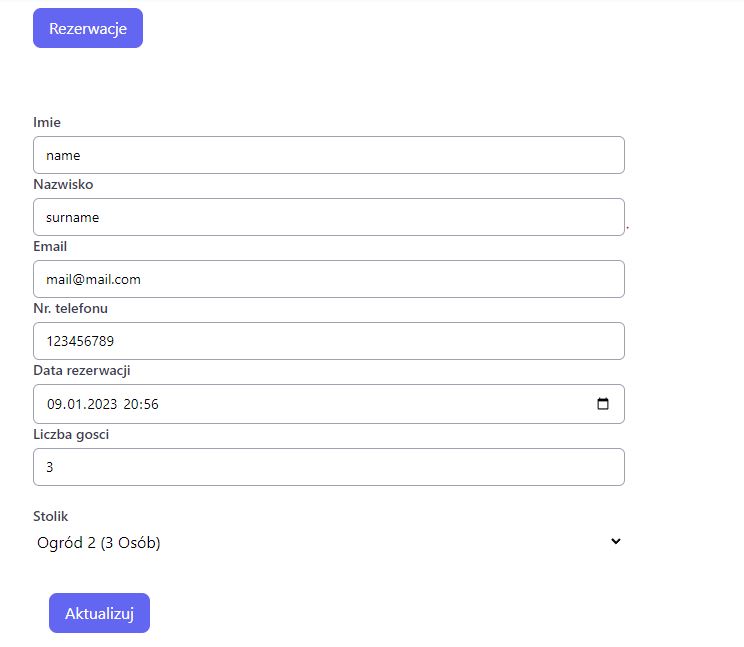 Rezerwacje
Imie
name
Nazwisko
surname
.
Email
mail@mail.com
Nr. telefonu
123456789
Data rezerwacji
09.01.2023 20:56
Liczba gosci
3
Stolik
Ogród 2 (3 Osób)
Aktualizuj